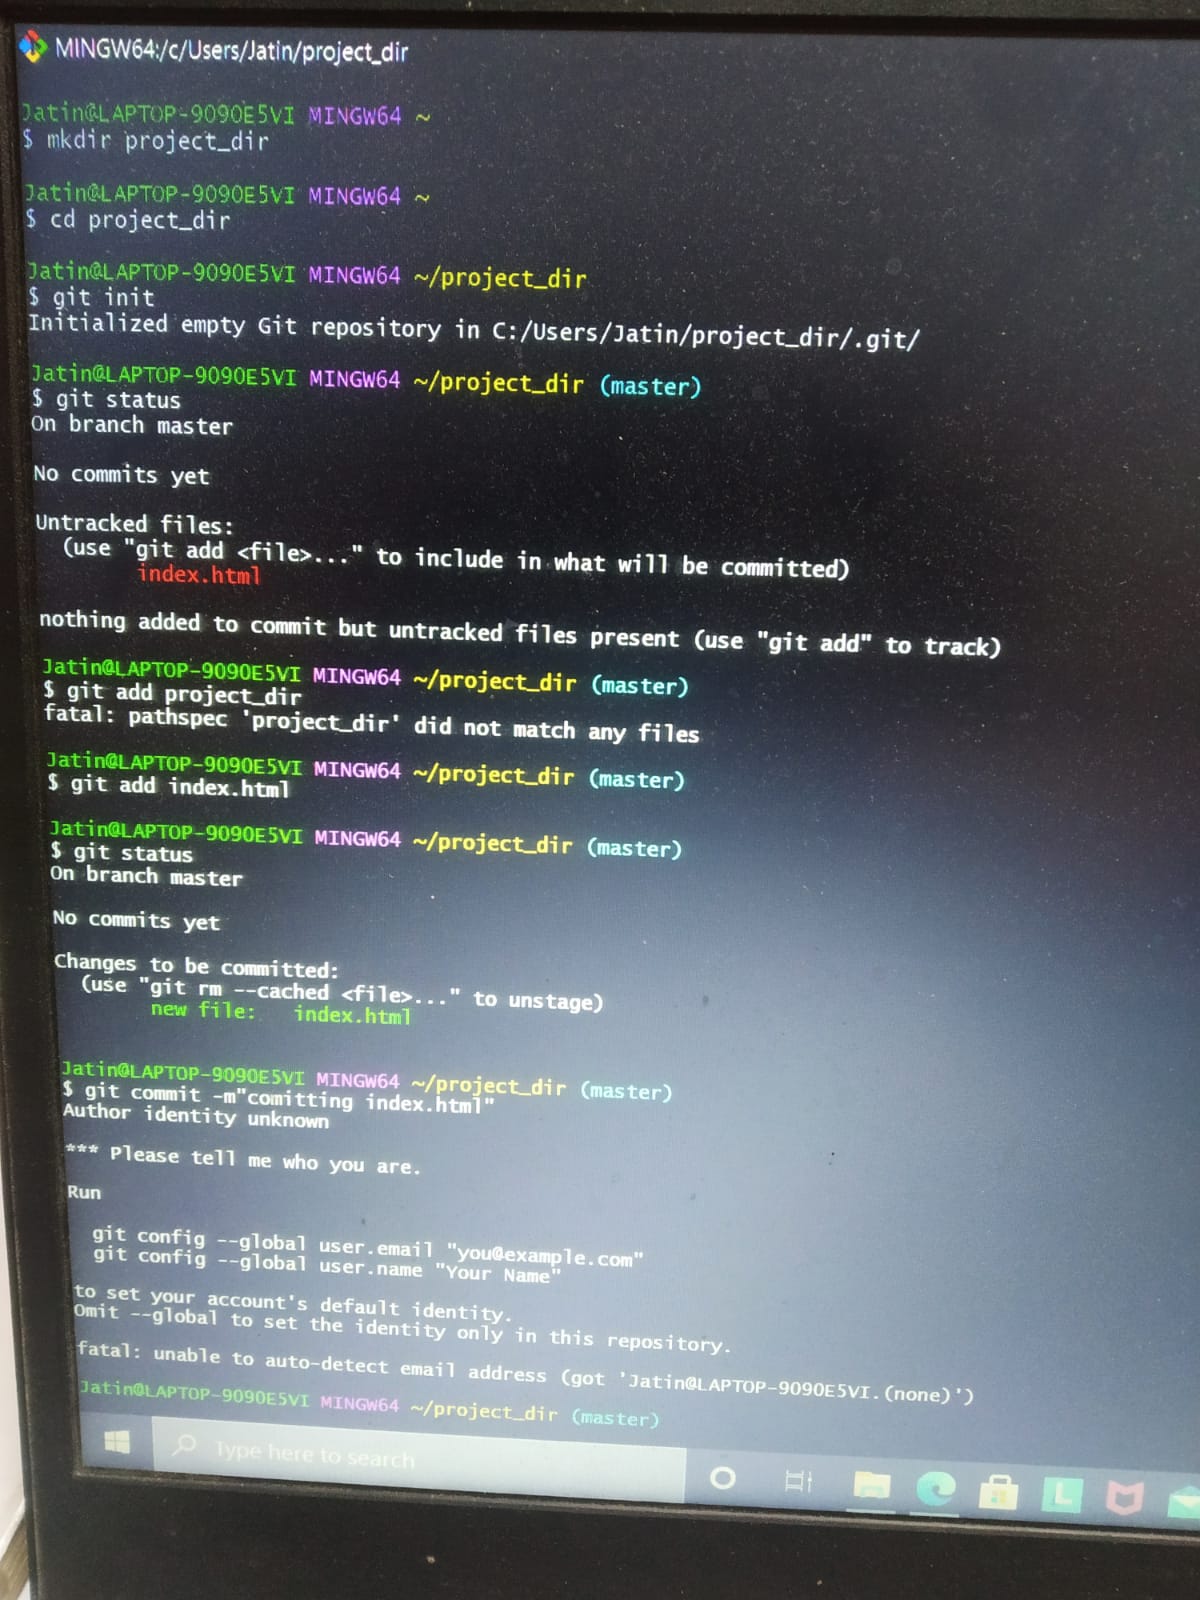 MINGW64:/c/Users/Jatin/project_dir
Jatin@LAPTOP-9090E5VI MINGW64 ~
$ mkdir project_dir
Jatin@LAPTOP-9090E5VI MINGW64 ~
$ cd project_dir
Jatin@LAPTOP-9090E5VI MINGW64 ~/project_dir
$ git init
Initialized empty Git repository in C:/Users/Jatin/project_dir/.git/
Jatin@LAPTOP-9090E5VI MINGW64 ~/project_dir (master)
$ git status
On branch master
No commits yet
Untracked files:
(use "git add <file>..." to include in what will be committed)
index.html
nothing added to commit but untracked files present (use "git add" to track)
Jatin@LAPTOP-9090E5VI MINGW64 ~/project_dir (master)
$ git add project_dir
fatal: pathspec 'project_dir' did not match any files
Jatin@LAPTOP-9090E5VI MINGW64 ~/project_dir (master)
$ git add index.html
Jatin@LAPTOP-9090E5VI MINGW64 ~/project_dir (master)
$ git status
On branch master
No commits yet
Changes to be committed:
(use "git rm --cached <file>..." to unstage)
new file: index.html
Jatin@LAPTOP-9090E5VI MINGW64 ~/project_dir (master)
$ git commit -m"comitting index.html"
Author identity unknown
*** Please tell me who you are.
Run
git config --global user.email "you@example.com"
git config --global user.name "Your Name"
to set your account's default identity.
Omit --global to set the identity only in this repository.
fatal: unable to auto-detect email address (got 'Jatin@LAPTOP-9090E5VI.(none)')
Jatin@LAPTOP-9090E5VI MINGW64 ~/project_dir (master)
Type here to search
L